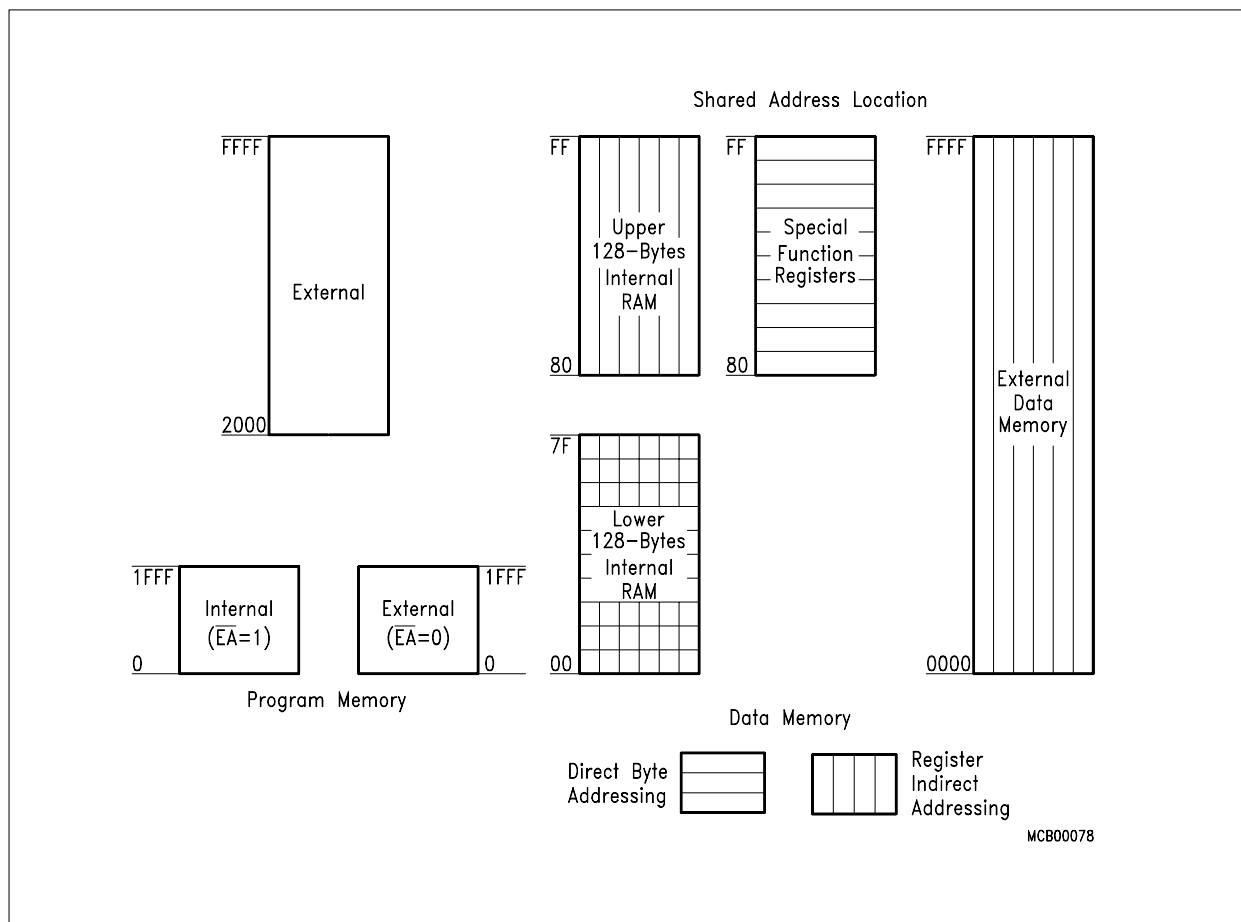 Shared Address Location
FFFF
External
2000
1FFF
Internal
(E̅A̅=1)
0
External
(E̅A̅=0)
1FFF
0
Program Memory
FF
Upper
128-Bytes
Internal
RAM
80
FF
Special
Function
Registers
80
7F
Lower
128-Bytes
Internal
RAM
00
FFFF
External
Data
Memory
0000
Data Memory
Direct Byte
Addressing
Register
Indirect
Addressing
MCB00078